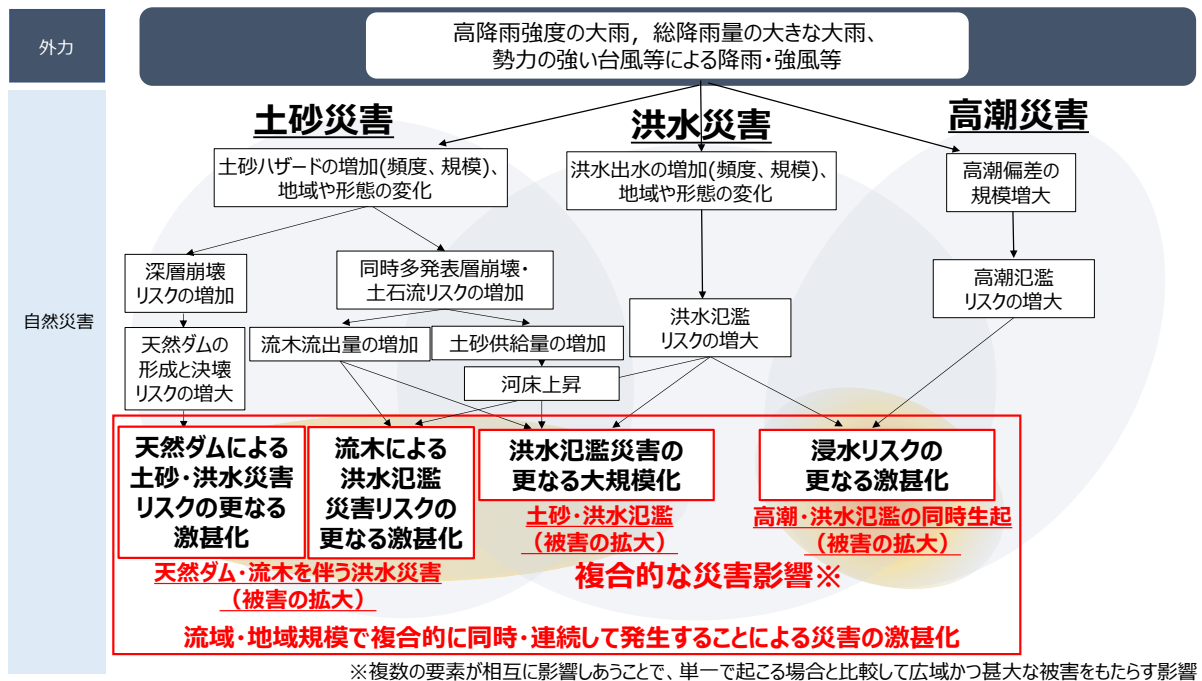 外力
高降雨強度の大雨，総降雨量の大きな大雨、
勢力の強い台風等による降雨・強風等
自然災害
土砂災害
洪水災害
高潮災害
土砂ハザードの増加(頻度、規模)、
地域や形態の変化
洪水出水の増加(頻度、規模)、
地域や形態の変化
高潮偏差の
規模増大
深層崩壊
リスクの増加
同時多発表層崩壊・
土石流リスクの増加
高潮氾濫
リスクの増大
洪水氾濫
リスクの増大
天然ダムの
形成と決壊
リスクの増大
流木流出量の増加
土砂供給量の増加
河床上昇
天然ダムによる
土砂・洪水災害
リスクの更なる
激甚化
流木による
洪水氾濫
災害リスクの
更なる激甚化
洪水氾濫災害の
更なる大規模化
浸水リスクの
更なる激甚化
土砂・洪水氾濫
（被害の拡大）
高潮・洪水氾濫の同時生起
（被害の拡大）
天然ダム・流木を伴う洪水災害
（被害の拡大）
複合的な災害影響※
流域・地域規模で複合的に同時・連続して発生することによる災害の激甚化
※複数の要素が相互に影響しあうことで、単一で起こる場合と比較して広域かつ甚大な被害をもたらす影響